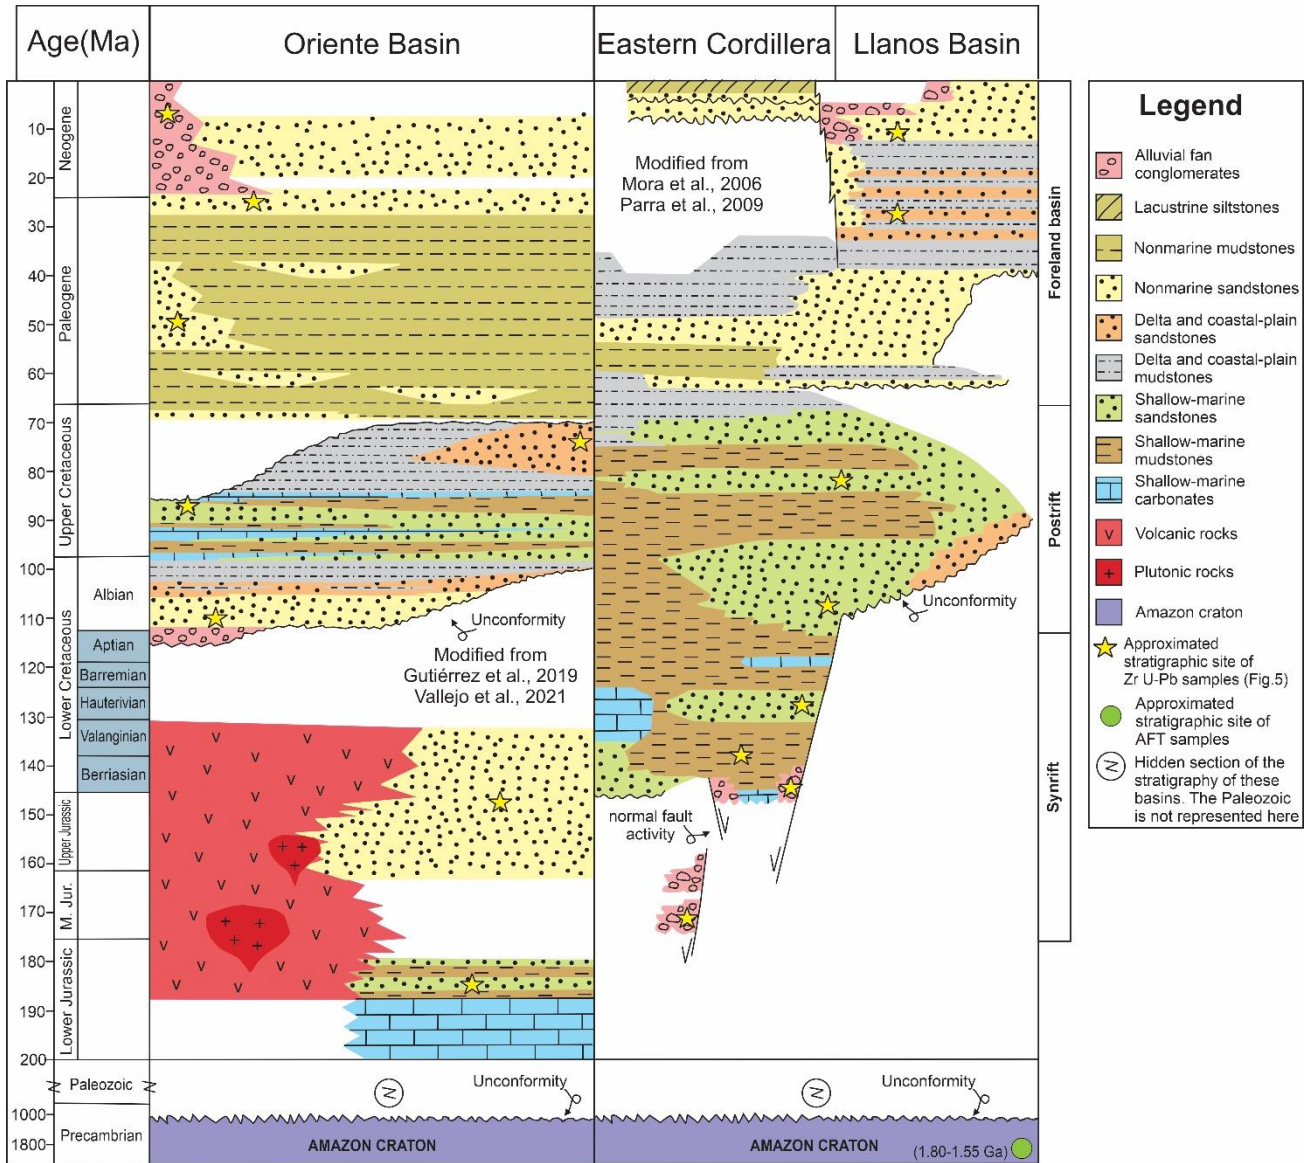 Age(Ma)
Oriente Basin
Eastern Cordillera
Llanos Basin
Neogene
Paleogene
Upper Cretaceous
Lower Cretaceous
Albian
Aptian
Barremian
Hauterivian
Valanginian
Berriasian
Upper Jurassic
M. Jur.
Lower Jurassic
Paleozoic
Precambrian
10
20
30
40
50
60
70
80
90
100
110
120
130
140
150
160
170
180
190
200
1000
1800
Unconformity
Modified from
Gutiérrez et al., 2019
Vallejo et al., 2021
Modified from
Mora et al., 2006
Parra et al., 2009
Unconformity
normal fault
activity
N
Unconformity
AMAZON CRATON
N
Unconformity
AMAZON CRATON
(1.80-1.55 Ga)
Foreland basin
Postrift
Synrift
Legend
Alluvial fan
conglomerates
Lacustrine siltstones
Nonmarine mudstones
Nonmarine sandstones
Delta and coastal-plain
sandstones
Delta and coastal-plain
mudstones
Shallow-marine
sandstones
Shallow-marine
mudstones
Shallow-marine
carbonates
Volcanic rocks
Plutonic rocks
Amazon craton
Approximated
stratigraphic site of
Zr U-Pb samples (Fig.5)
Approximated
stratigraphic site of
AFT samples
N
Hidden section of the
stratigraphy of these
basins. The Paleozoic
is not represented here